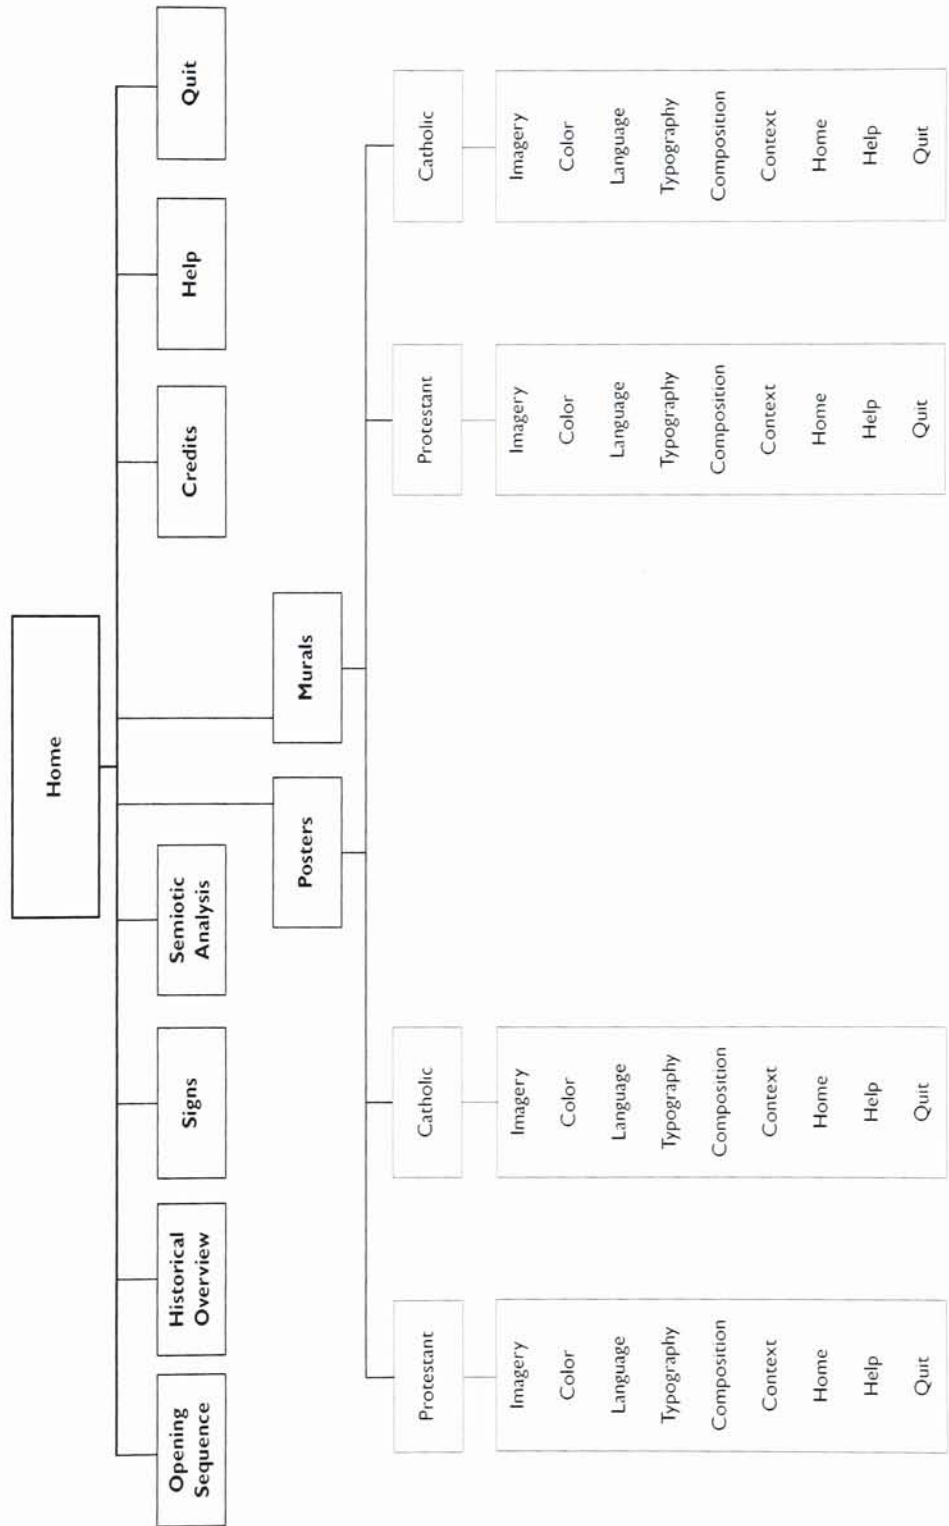 Home
Opening
Sequence
Historical
Overview
Signs
Semiotic
Analysis
Credits
Help
Quit
Posters
Murals
Protestant
Imagery
Color
Language
Typography
Composition
Context
Home
Help
Quit
Catholic
Imagery
Color
Language
Typography
Composition
Context
Home
Help
Quit
Protestant
Imagery
Color
Language
Typography
Composition
Context
Home
Help
Quit
Catholic
Imagery
Color
Language
Typography
Composition
Context
Home
Help
Quit